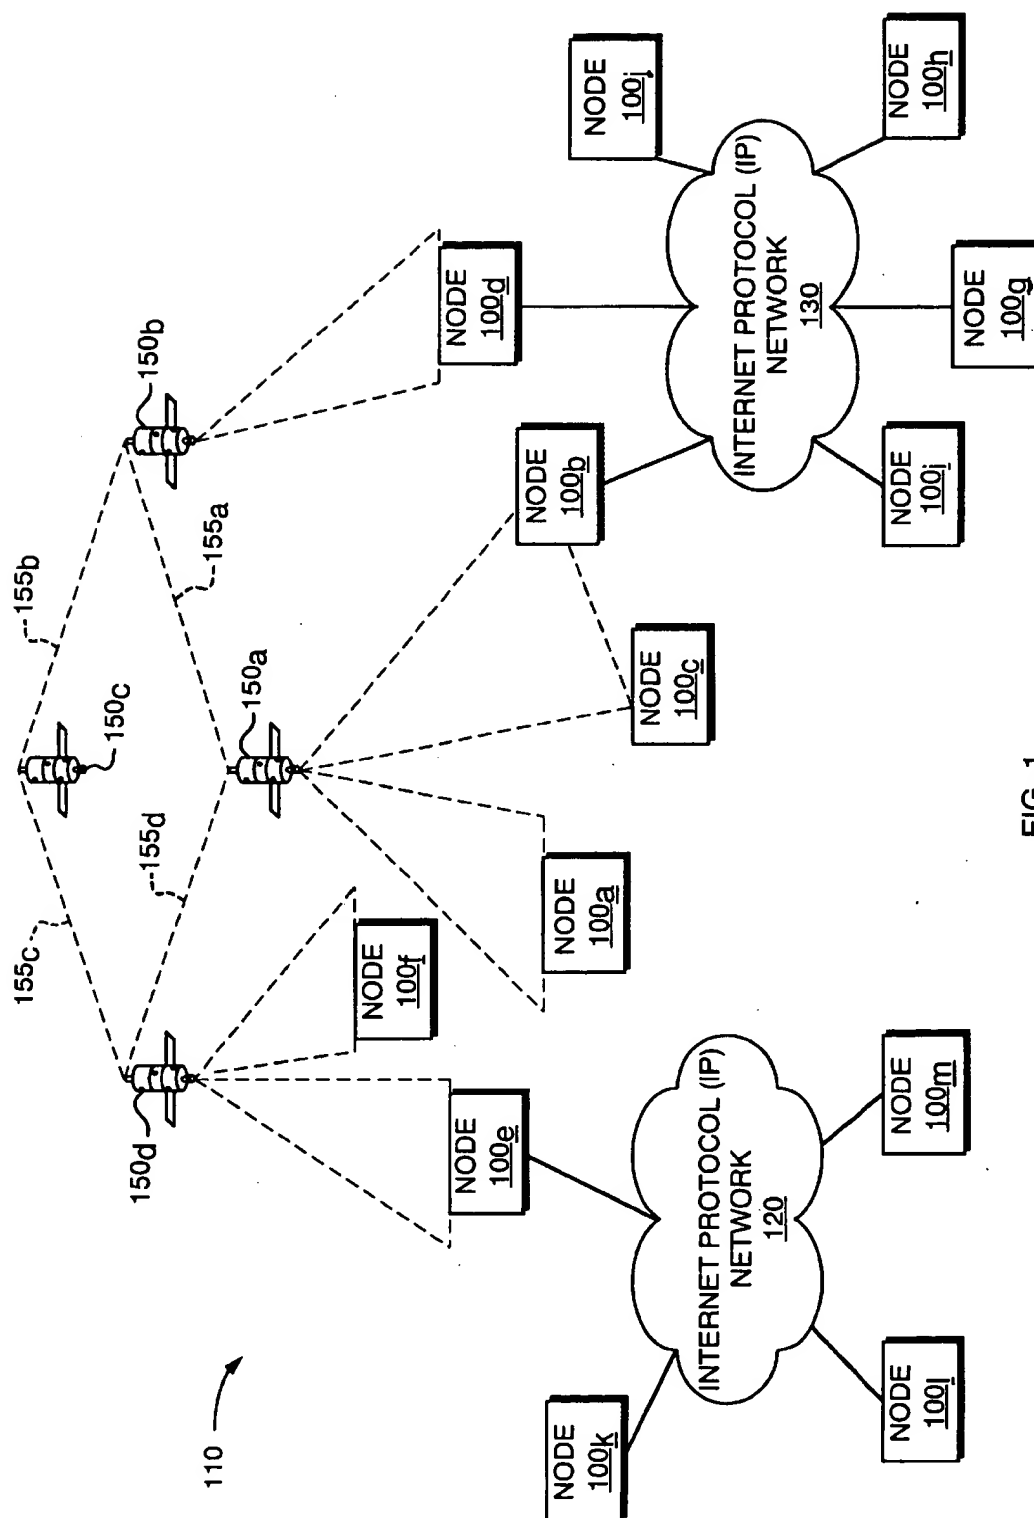 155c
155b
150c
150d
155d
150b
155a
110
150a
NODE
100f
NODE
100d
NODE
100e
NODE
100b
NODE
100a
NODE
100k
NODE
100j
NODE
100c
INTERNET PROTOCOL (IP)
NETWORK
120
INTERNET PROTOCOL (IP)
NETWORK
130
NODE
100l
NODE
100m
NODE
100i
NODE
100h
NODE
100g
FIG. 1